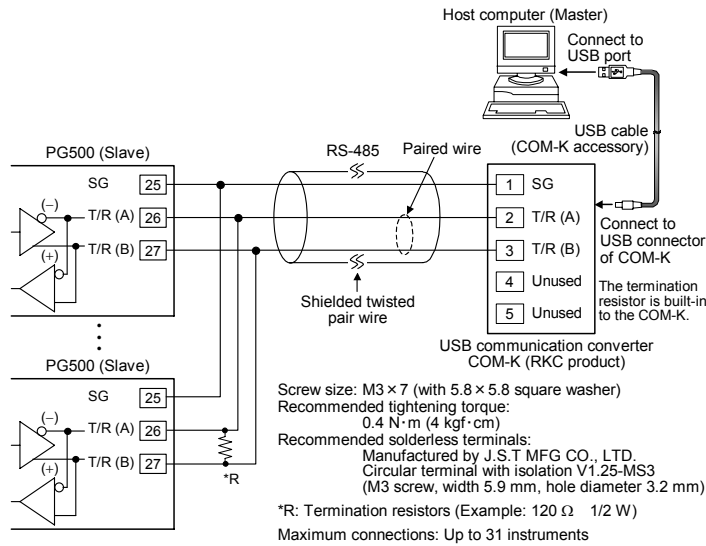 Host computer (Master)
Connect to
USB port
USB cable
(COM-K accessory)
PG500 (Slave)
RS-485
Paired wire
SG 25
(−)
T/R (A) 26
T/R (B) 27
(+)
1 SG
2 T/R (A)
3 T/R (B)
4 Unused
5 Unused
Connect to
USB connector
of COM-K
The termination
resistor is built-in
to the COM-K.
Shielded twisted
pair wire
USB communication converter
COM-K (RKC product)
PG500 (Slave)
SG 25
(−)
T/R (A) 26
T/R (B) 27
(+)
*R
Screw size: M3 × 7 (with 5.8 × 5.8 square washer)
Recommended tightening torque:
0.4 N·m (4 kgf·cm)
Recommended solderless terminals:
Manufactured by J.S.T MFG CO., LTD.
Circular terminal with isolation V1.25-MS3
(M3 screw, width 5.9 mm, hole diameter 3.2 mm)
*R: Termination resistors (Example: 120 Ω 1/2 W)
Maximum connections: Up to 31 instruments